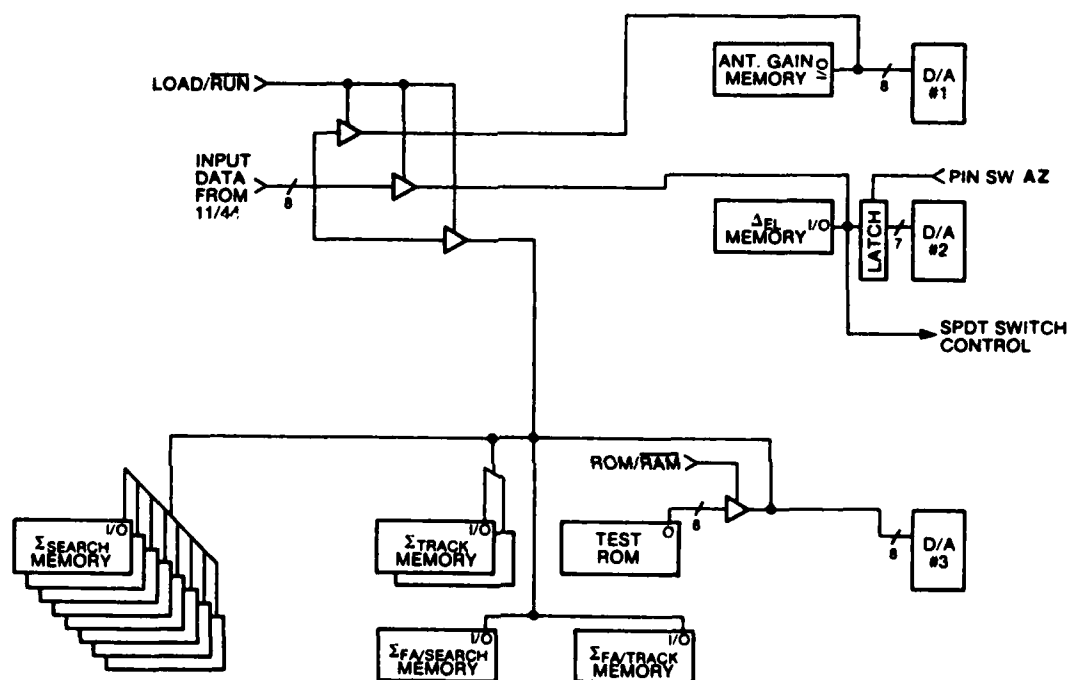 LOAD/RUN
ANT. GAIN
MEMORY
I/O
8
D/A
#1
INPUT
DATA
FROM
11/44
8
PIN SW AZ
ΔEL
MEMORY
I/O
LATCH
7
D/A
#2
SPDT SWITCH
CONTROL
ROM/RAM
ΣSEARCH
MEMORY
I/O
ΣTRACK
MEMORY
I/O
TEST
ROM
O
8
8
D/A
#3
ΣFA/SEARCH
MEMORY
I/O
ΣFA/TRACK
MEMORY
I/O